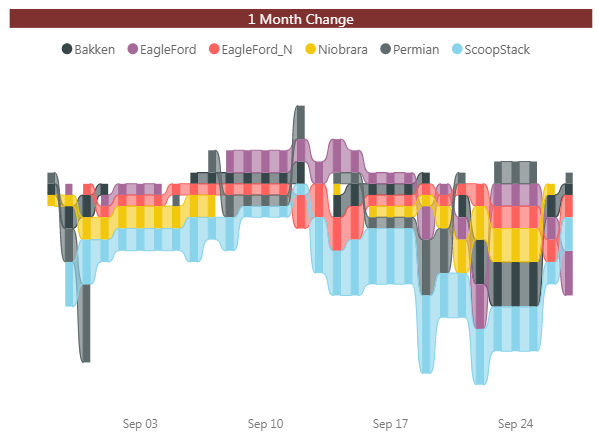 1 Month Change
Bakken EagleFord EagleFord_N Niobrara Permian ScoopStack
Sep 03 Sep 10 Sep 17 Sep 24